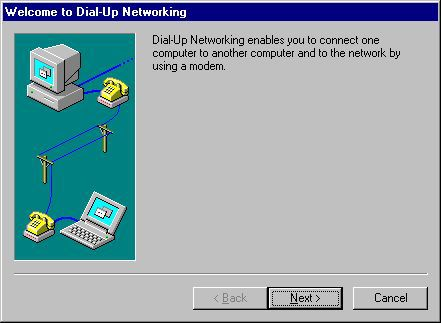 Welcome to Dial-Up Networking
Dial-Up Networking enables you to connect one
computer to another computer and to the network by
using a modem.
< Back
Next >
Cancel